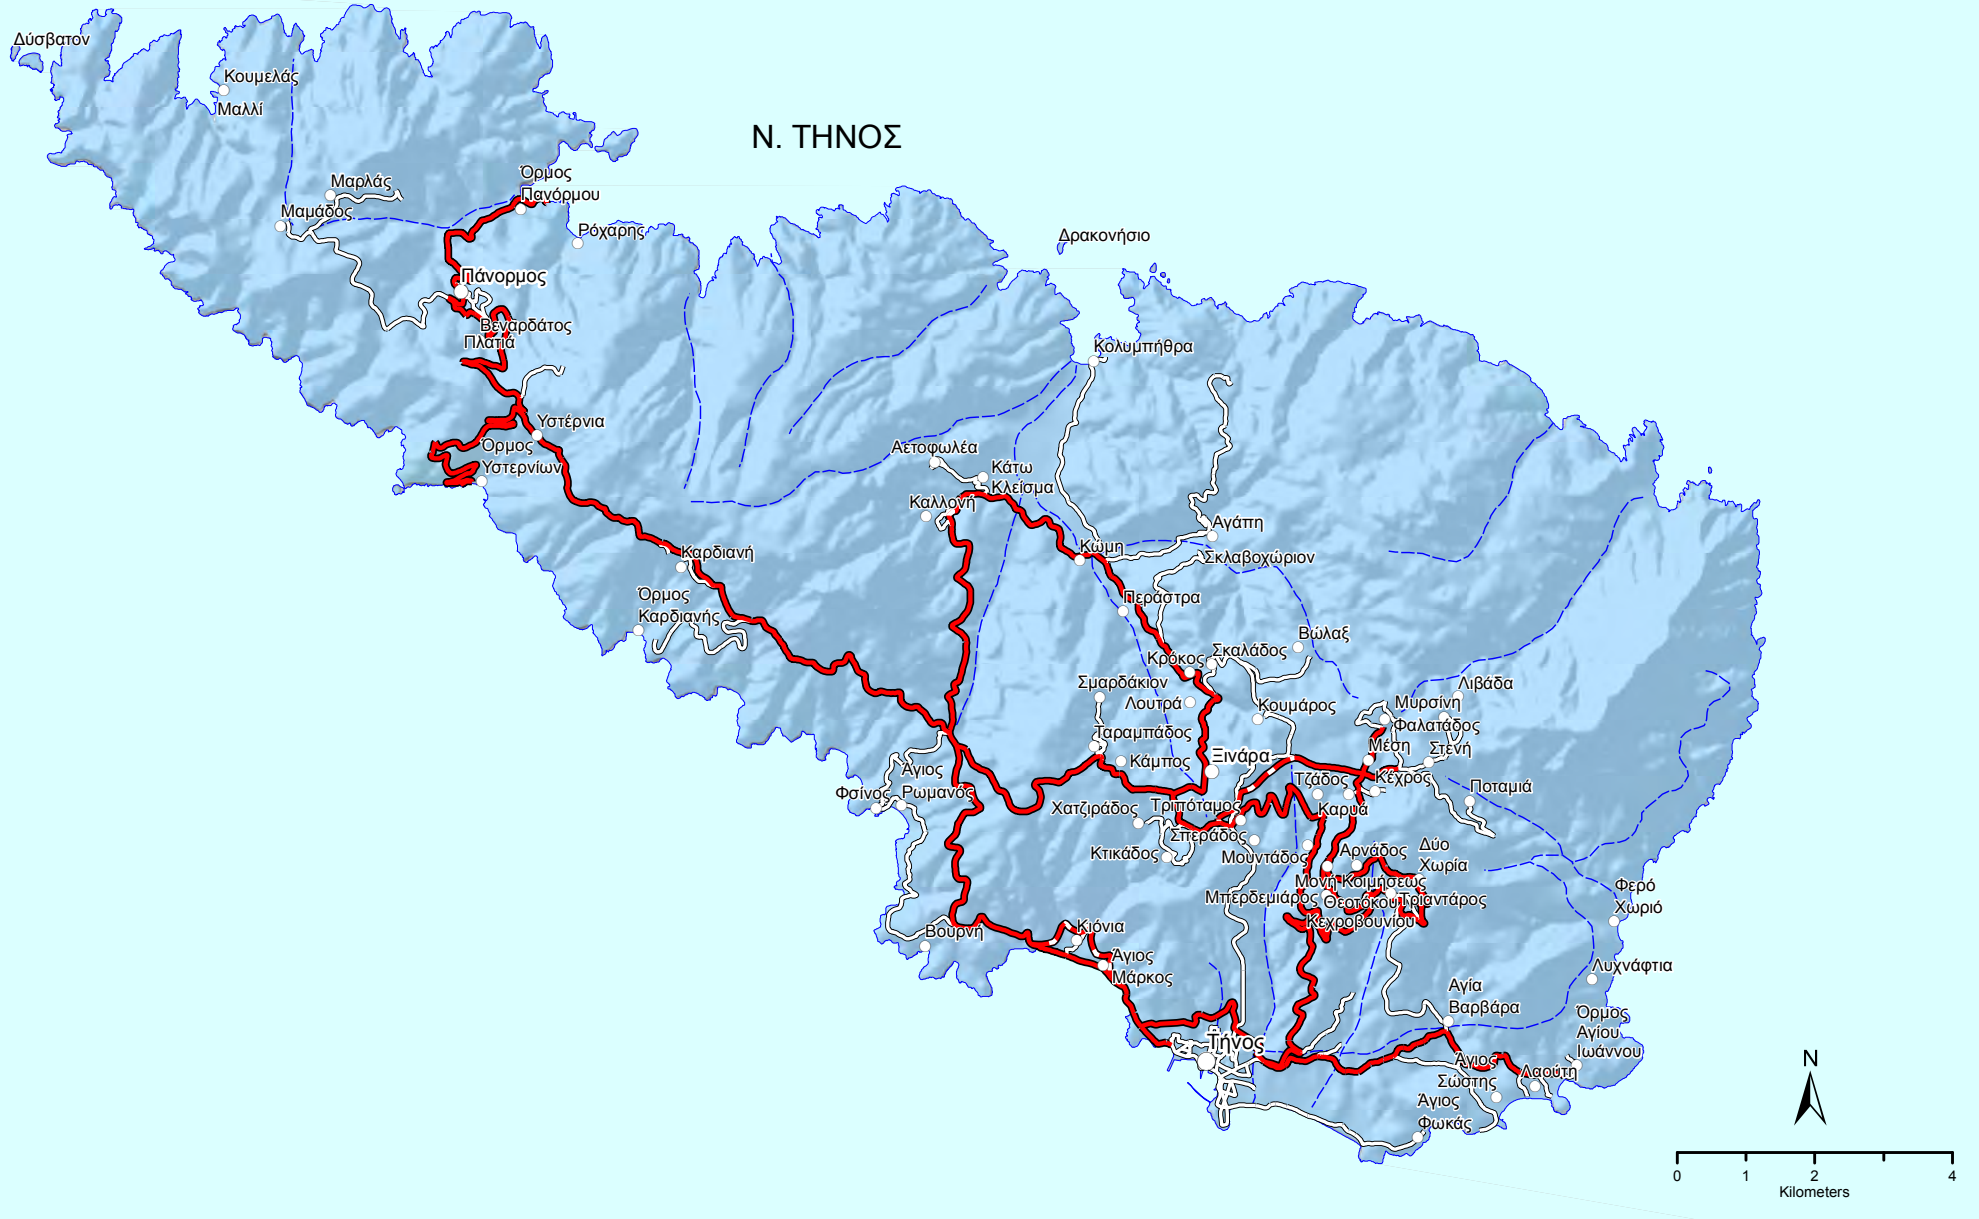 Δύσβατον
Κουμελάς
Μαλλί
Ν. ΤΗΝΟΣ
Όρμος
Πανόρμου
Μαρλάς
Μαμάδος
Ρόχαρης
Δρακονήσιο
Πάνορμος
Βεναρδάτος
Πλατιά
Κολυμπήθρα
Υστέρνια
Όρμος
Υστερνίων
Αετοφωλέα
Κάτω
Κλείσμα
Καλλονή
Αγάπη
Κώμη
Σκλαβοχώριον
Καρδιανή
Όρμος
Καρδιανής
Περάστρα
Βώλαξ
Κρόκος
Σκαλάδος
Σμαρδάκιον
Λουτρά
Λιβάδα
Μυρσίνη
Κουμάρος
Φαλατάδος
Ταραμπάδος
Μέση
Στενή
Κάμπος
Ξινάρα
Άγιος
Ρωμανός
Φσίνος
Τζάδος
Κέχρος
Ποταμιά
Χατζιράδος
Τριπόταμος
Καρυά
Σπεράδος
Κτικάδος
Μουντάδος
Αρνάδος
Δύο
Χωριά
Μονή Κοιμήσεως
Θεοτόκου
Κεχροβουνίου
Μπερδεμιάρος
Τριαντάρος
Φερό
Χωριό
Βουρνή
Κιόνια
Άγιος
Μάρκος
Λυχνάφτια
Αγία
Βαρβάρα
Όρμος
Αγίου
Ιωάννου
Τήνος
Άγιος
Σώστης
Λαούτη
Άγιος
Φωκάς
N
0 1 2 4
Kilometers